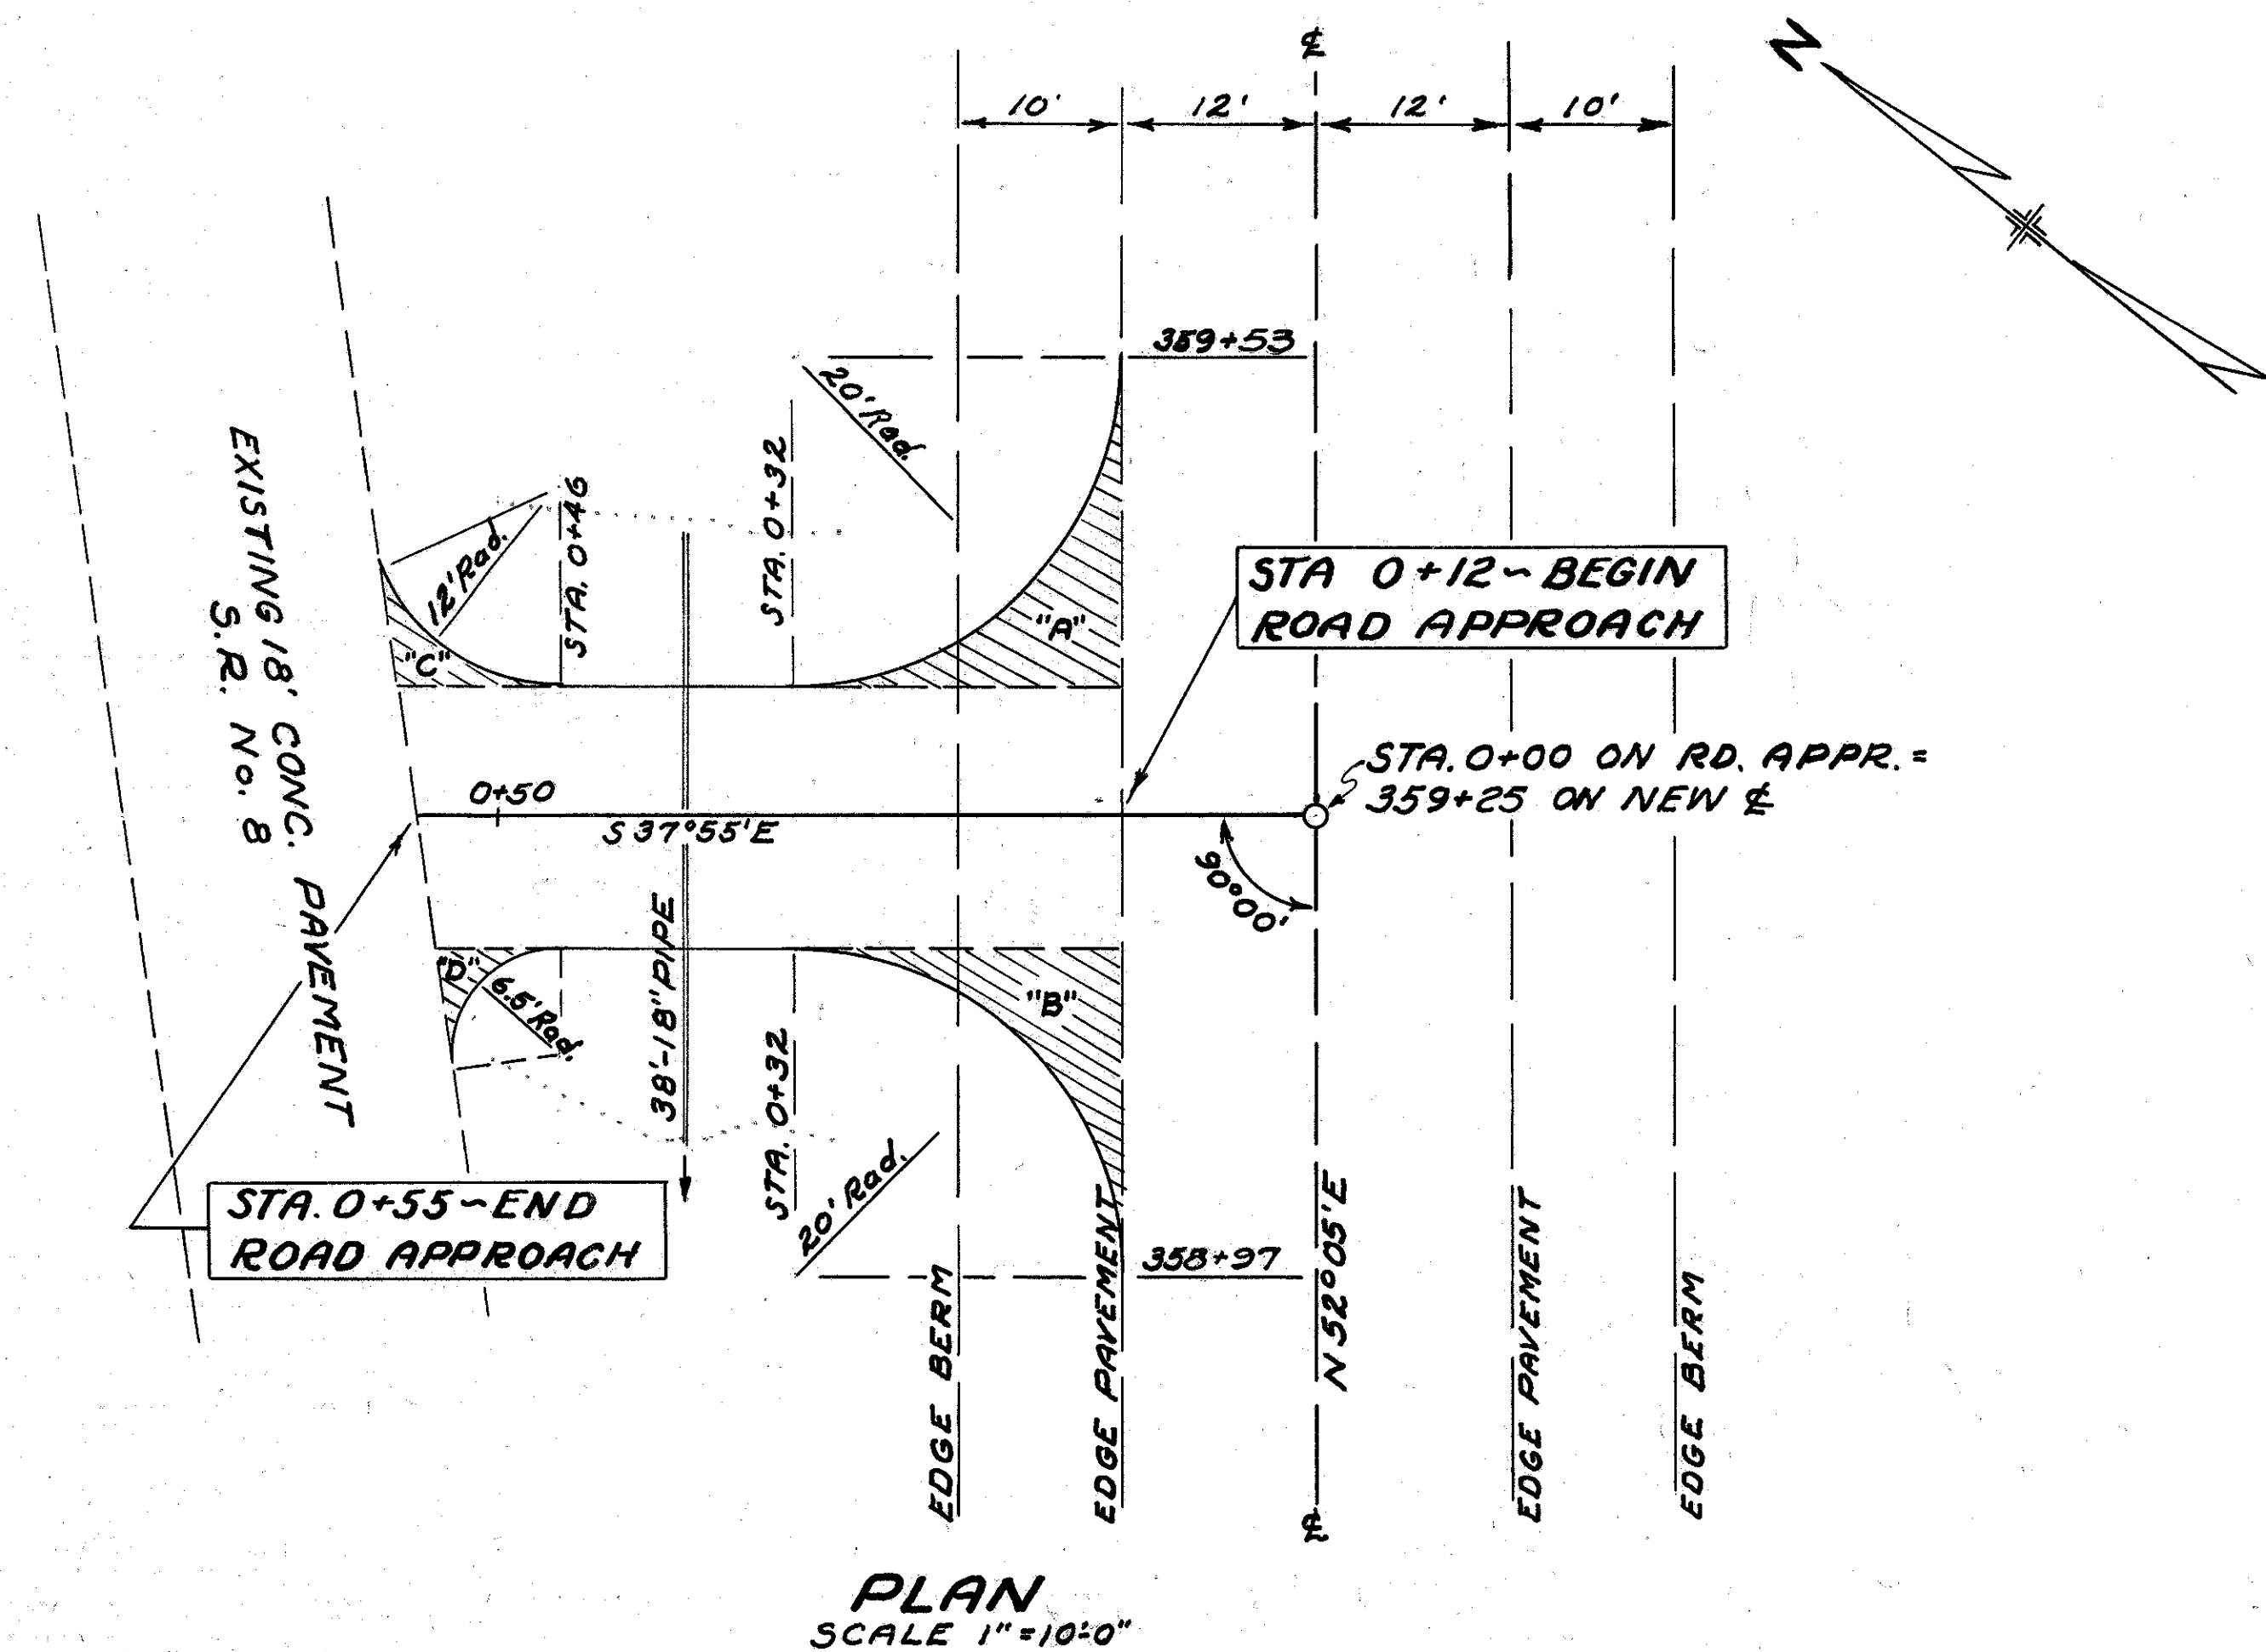 ℄
N
10'
12'
12'
10'
359+53
20' Rad.
STA. 0+32
STA. 0+46
12' Rad.
"C"
"A"
STA 0+12~BEGIN
ROAD APPROACH
EXISTING 18' CONC. PAVEMENT
S.R. No. 8
0+50
S 37°55' E
STA. 0+00 ON RD. APPR. =
359+25 ON NEW ℄
90°00'
38'-18" PIPE
"D"
6.5' Rad.
"B"
STA. 0+32
20' Rad.
STA. 0+55~END
ROAD APPROACH
358+97
EDGE BERM
EDGE PAVEMENT
N 52°05' E
EDGE PAVEMENT
EDGE BERM
℄
PLAN
SCALE 1"=10'-0"